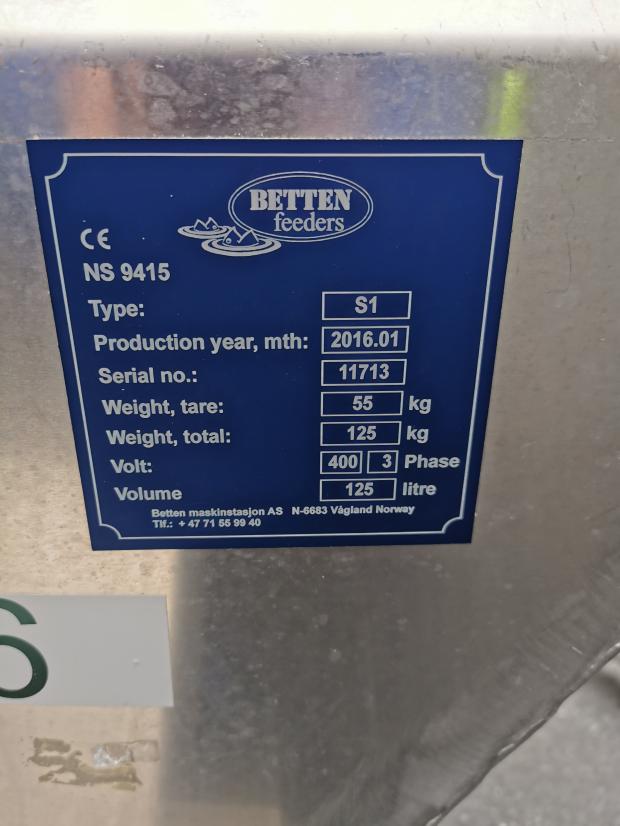 BETTEN
feeders
CE
NS 9415
Type: S1
Production year, mth: 2016.01
Serial no.: 11713
Weight, tare: 55 kg
Weight, total: 125 kg
Volt: 400 3 Phase
Volume 125 litre
Betten maskinstasjon AS N-6683 Vågland Norway
Tlf.: + 47 71 55 99 40
6